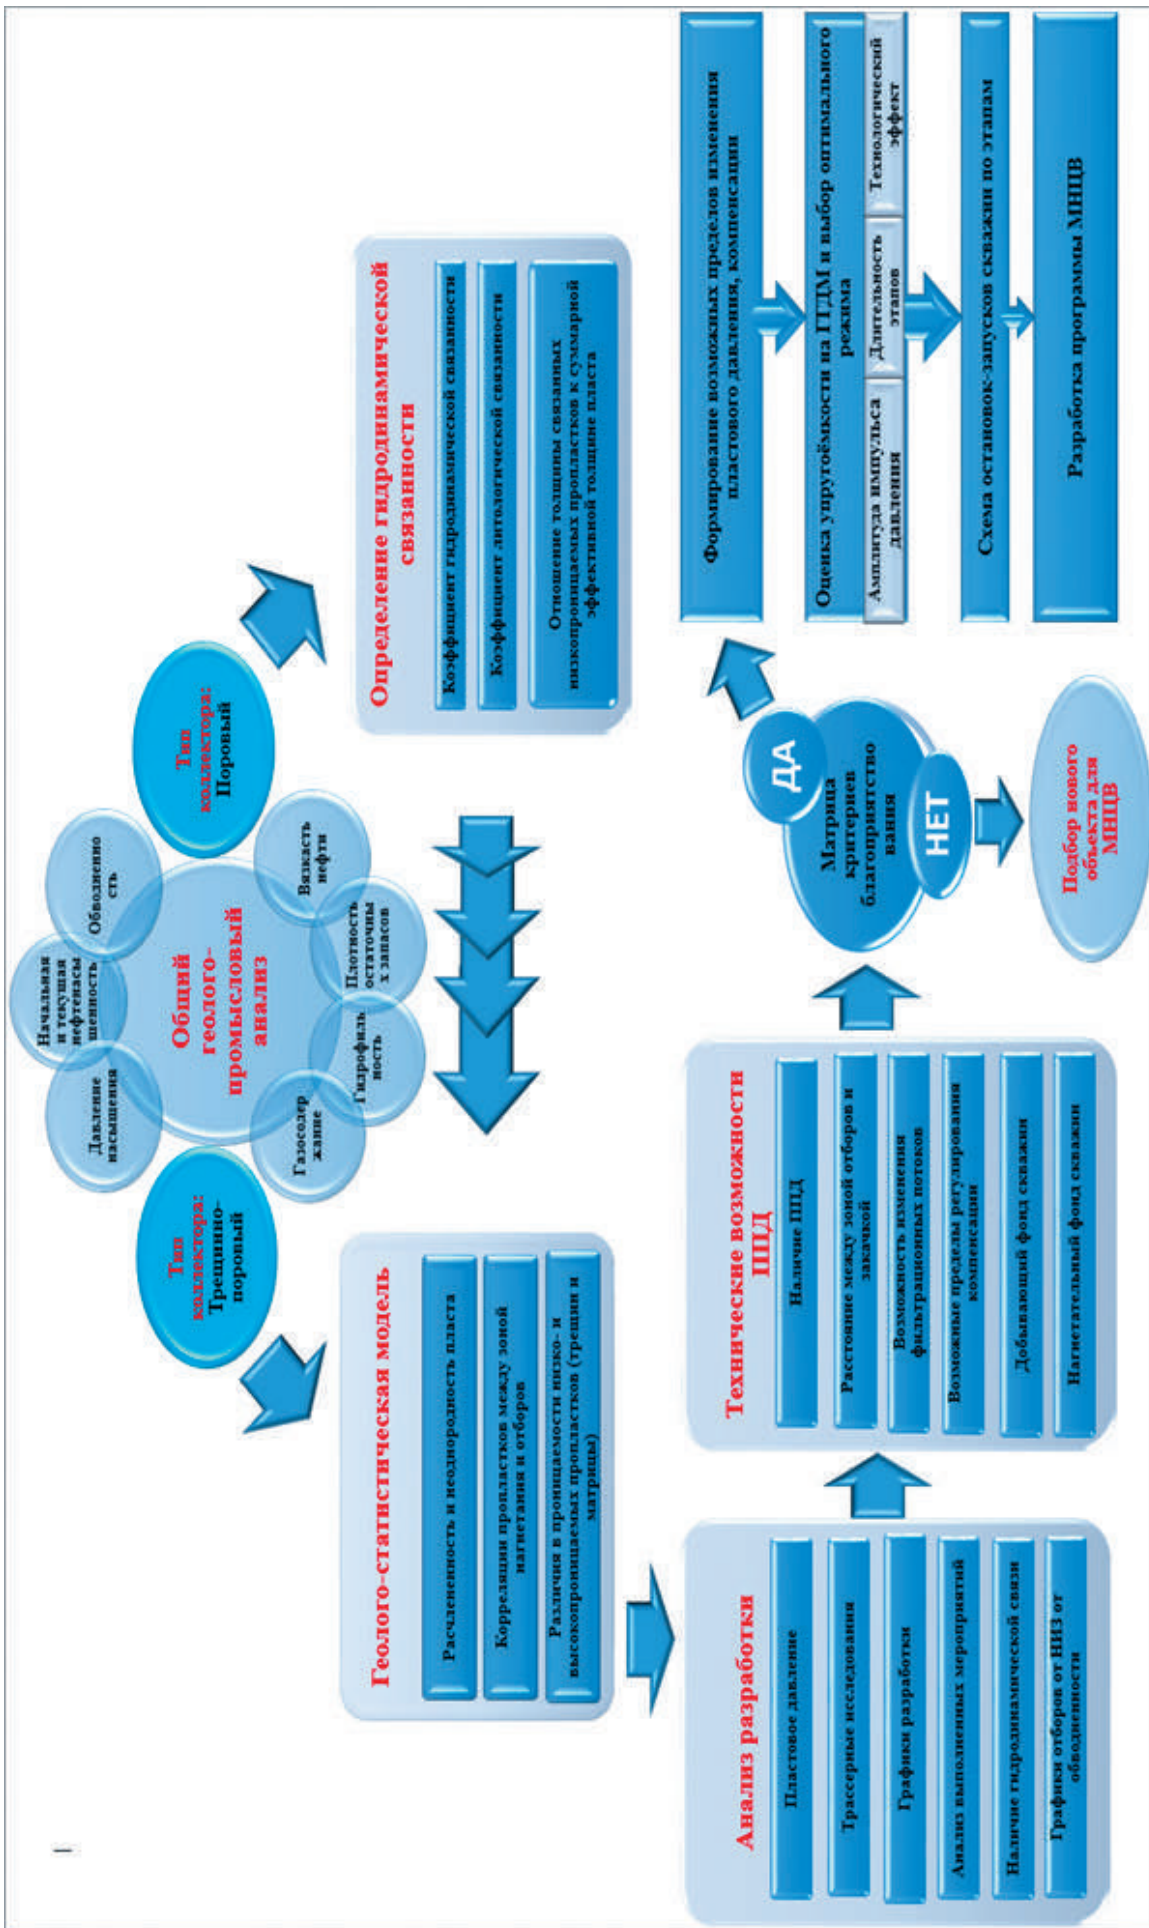 Начальная
и текущая
нефтенасы
щенность
Давление
насыщения
Обводненно
сть
Тип
коллектора:
Трещинно-
поровый
Общий
геолого-
промысловый
анализ
Тип
коллектора:
Поровый
Газосодер
жание
Гидрофиль
ность
Плотность
остаточны
х запасов
Вязкасть
нефти
Геолого-статистическая модель
Расчлененность и неоднородность пласта
Корреляции пропластков между зоной
нагнетания и отборов
Различия в проницаемости низко- и
высокопроницаемых пропластков (трещин и
матрицы)
Определение гидродинамической
связанности
Коэффициент гидродинамической связанности
Коэффициент литологической связанности
Отношение толщины связанных
низкопроницаемых пропластков к суммарной
эффективной толщине пласта
Анализ разработки
Пластовое давление
Трассерные исследования
Графики разработки
Анализ выполненных мероприятий
Наличие гидродинамической связи
Графики отборов от НИЗ от
обводненности
Технические возможности
ППД
Наличие ППД
Расстояние между зоной отборов и
закачкой
Возможность изменения
фильтрационных потоков
Возможные пределы регулирования
компенсации
Добывающий фонд скважин
Нагнетательный фонд скважин
Матрица
критериев
благоприятство
вания
ДА
НЕТ
Подбор нового
объекта для
МНЦВ
Формирование возможных пределов изменения
пластового давления, компенсации
Оценка упругоёмкости на ГГДМ и выбор оптимального
режима
Амплитуда импульса
давления
Длительность
этапов
Технологический
эффект
Схема остановок-запусков скважин по этапам
Разработка программы МНЦВ